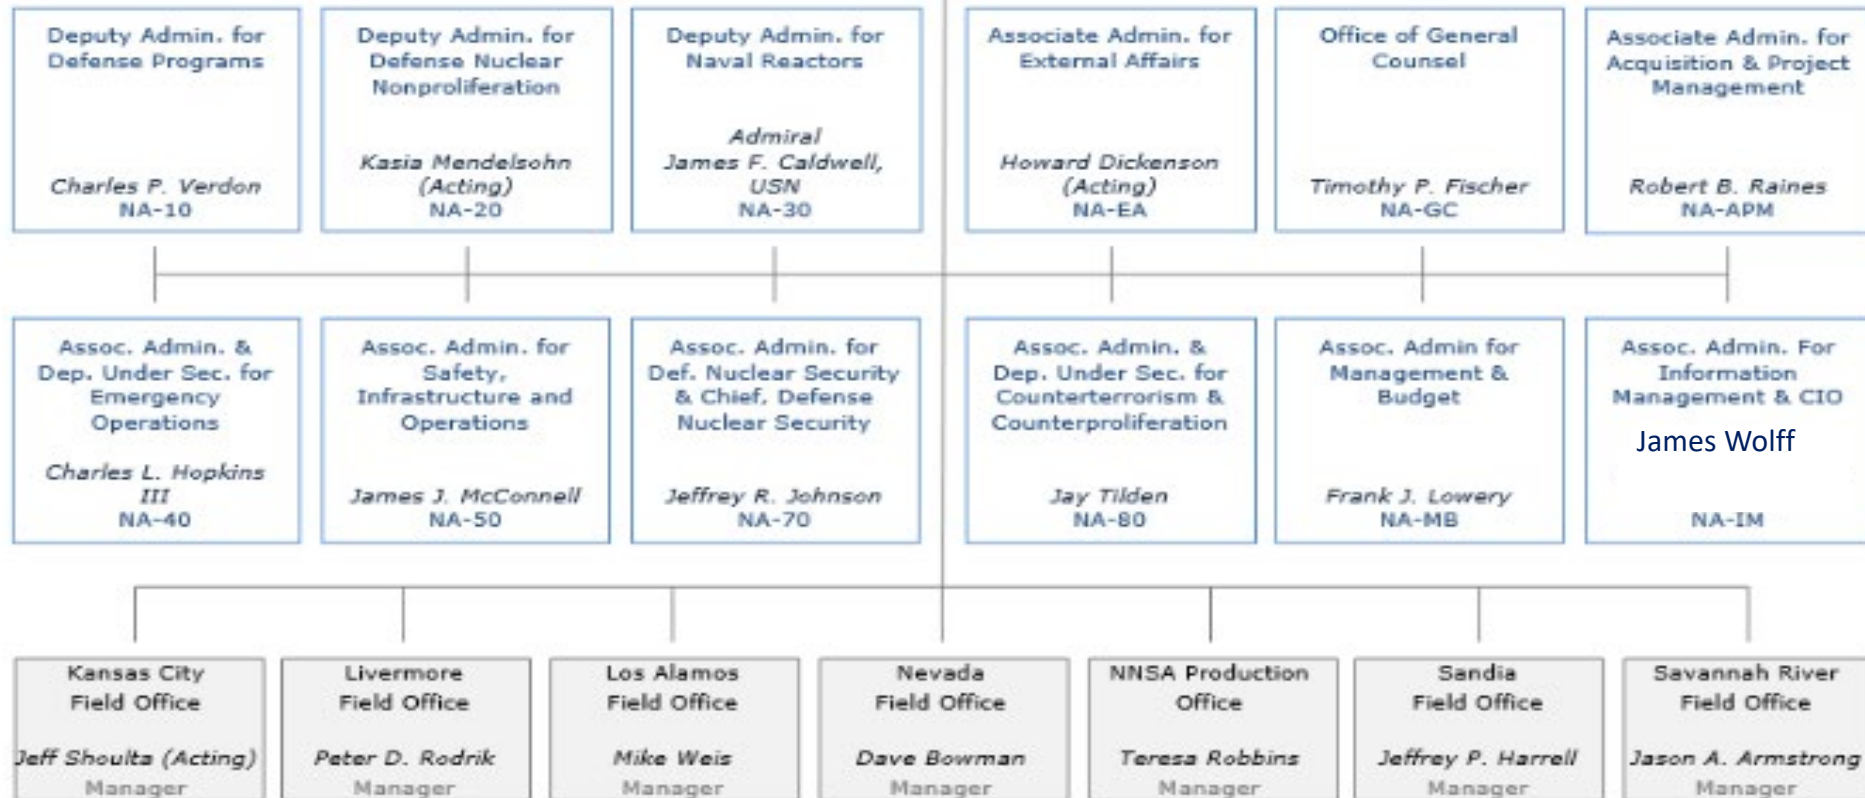 Deputy Admin. for
Defense Programs
Charles P. Verdon
NA-10
Deputy Admin. for
Defense Nuclear
Nonproliferation
Kasia Mendelsohn
(Acting)
NA-20
Deputy Admin. for
Naval Reactors
Admiral
James F. Caldwell,
USN
NA-30
Associate Admin. for
External Affairs
Howard Dickenson
(Acting)
NA-EA
Office of General
Counsel
Timothy P. Fischer
NA-GC
Associate Admin. for
Acquisition & Project
Management
Robert B. Raines
NA-APM
Assoc. Admin. &
Dep. Under Sec. for
Emergency
Operations
Charles L. Hopkins
III
NA-40
Assoc. Admin. for
Safety,
Infrastructure and
Operations
James J. McConnell
NA-50
Assoc. Admin. for
Def. Nuclear Security
& Chief, Defense
Nuclear Security
Jeffrey R. Johnson
NA-70
Assoc. Admin. &
Dep. Under Sec. for
Counterterrorism &
Counterproliferation
Jay Tilden
NA-80
Assoc. Admin for
Management &
Budget
Frank J. Lowery
NA-MB
Assoc. Admin. For
Information
Management & CIO
James Wolff
NA-IM
Kansas City
Field Office
Jeff Shoulta (Acting)
Manager
Livermore
Field Office
Peter D. Rodrik
Manager
Los Alamos
Field Office
Mike Weis
Manager
Nevada
Field Office
Dave Bowman
Manager
NNSA Production
Office
Teresa Robbins
Manager
Sandia
Field Office
Jeffrey P. Harrell
Manager
Savannah River
Field Office
Jason A. Armstrong
Manager